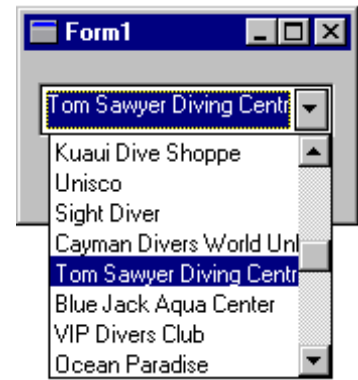 Form1
Tom Sawyer Diving Centr
Kuaui Dive Shoppe
Unisco
Sight Diver
Cayman Divers World Unl
Tom Sawyer Diving Centr
Blue Jack Aqua Center
VIP Divers Club
Ocean Paradise